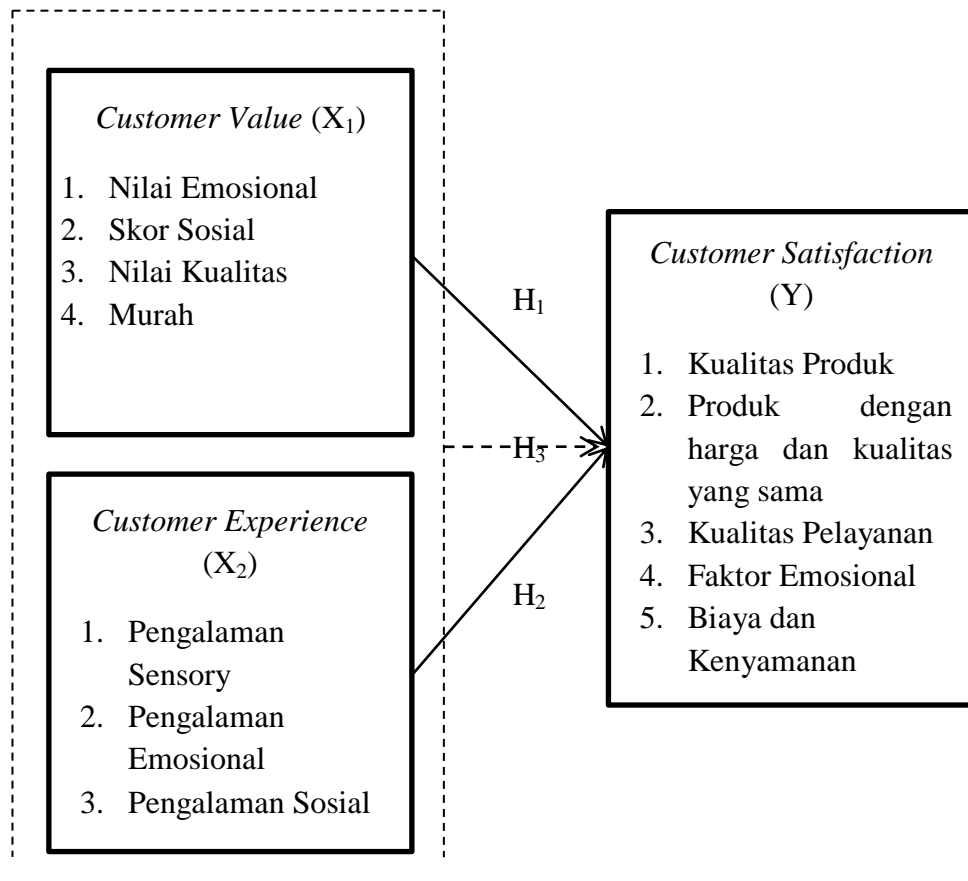 Customer Value (X₁)
1. Nilai Emosional
2. Skor Sosial
3. Nilai Kualitas
4. Murah
H₁
Customer Satisfaction
(Y)
1. Kualitas Produk
2. Produk dengan
harga dan kualitas
yang sama
3. Kualitas Pelayanan
4. Faktor Emosional
5. Biaya dan
Kenyamanan
H₃
Customer Experience
(X₂)
1. Pengalaman
Sensory
2. Pengalaman
Emosional
3. Pengalaman Sosial
H₂